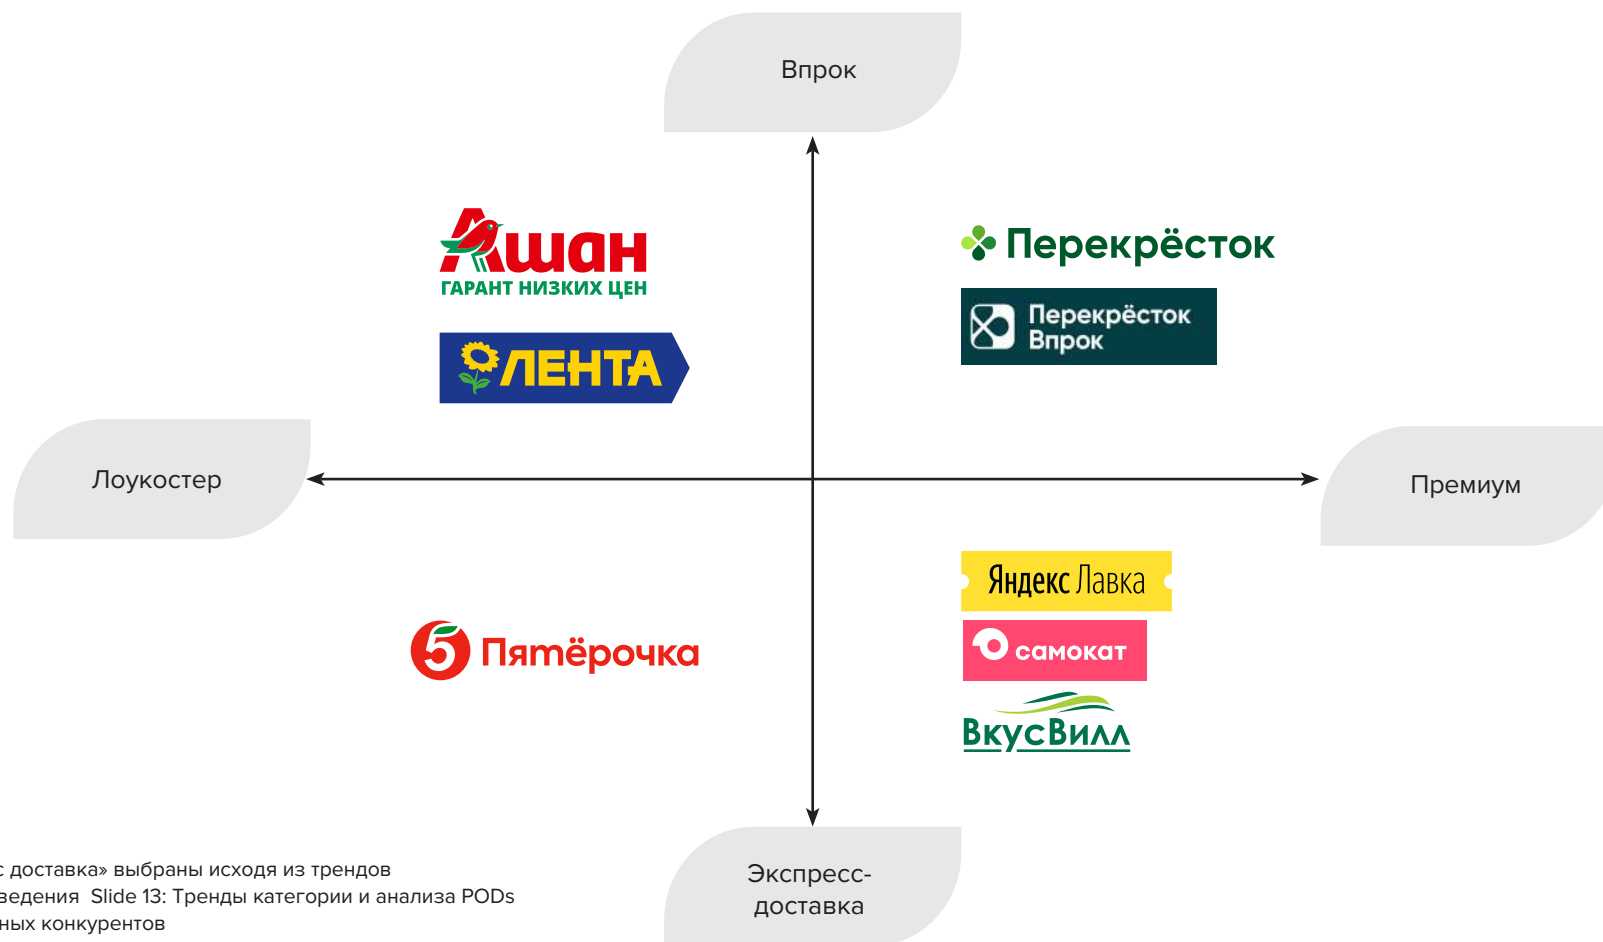 Впрок
Ашан
ГАРАНТ НИЗКИХ ЦЕН
ЛЕНТА
Перекрёсток
Перекрёсток
Впрок
Лоукостер
Премиум
5 Пятёрочка
Яндекс Лавка
самокат
ВкусВилл
Экспресс-
доставка
с доставка» выбраны исходя из трендов
ведения Slide 13: Тренды категории и анализа PODs
ных конкурентов